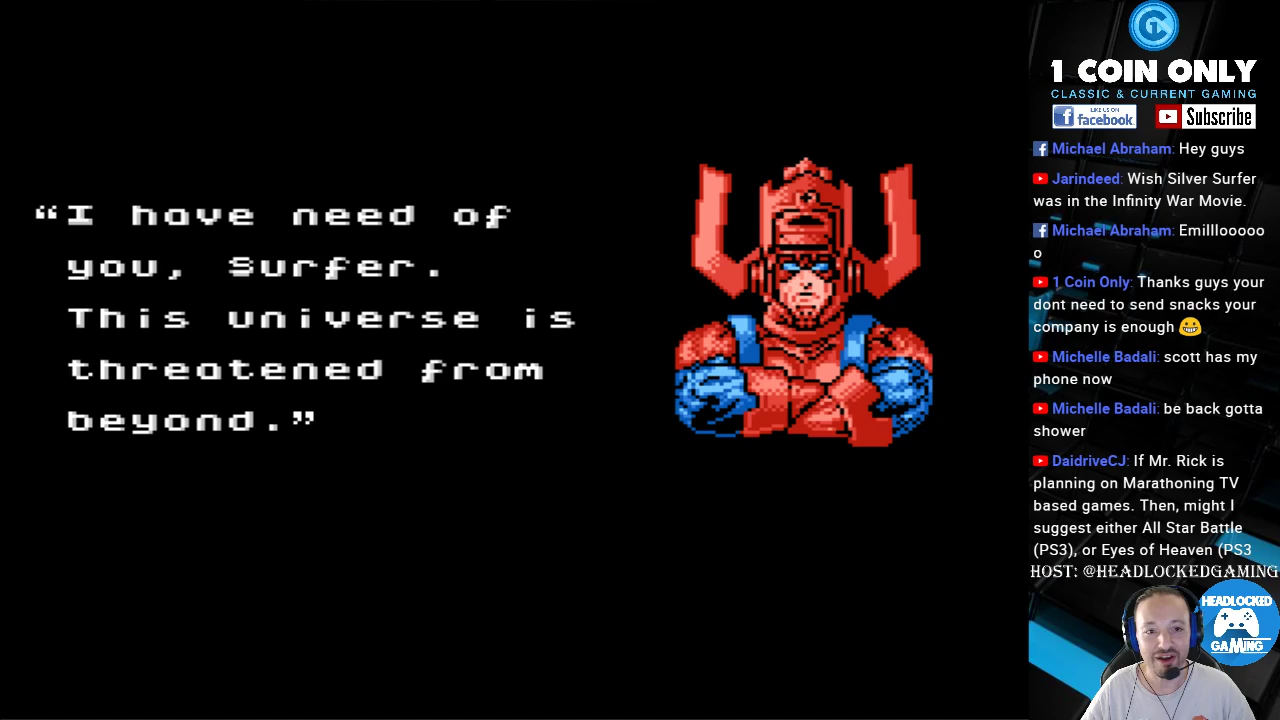 “I have need of
you, Surfer.
This universe is
threatened from
beyond.”
1 COIN ONLY
CLASSIC & CURRENT GAMING
LIKE US ON
facebook.
Subscribe
Michael Abraham: Hey guys
Jarindeed: Wish Silver Surfer
was in the Infinity War Movie.
Michael Abraham: Emillloooooo
o
1 Coin Only: Thanks guys your
dont need to send snacks your
company is enough 😀
Michelle Badali: scott has my
phone now
Michelle Badali: be back gotta
shower
DaidriveCJ: If Mr. Rick is
planning on Marathoning TV
based games. Then, might I
suggest either All Star Battle
(PS3), or Eyes of Heaven (PS3
HOST: @HEADLOCKEDGAMING
HEADLOCKED
GAMING